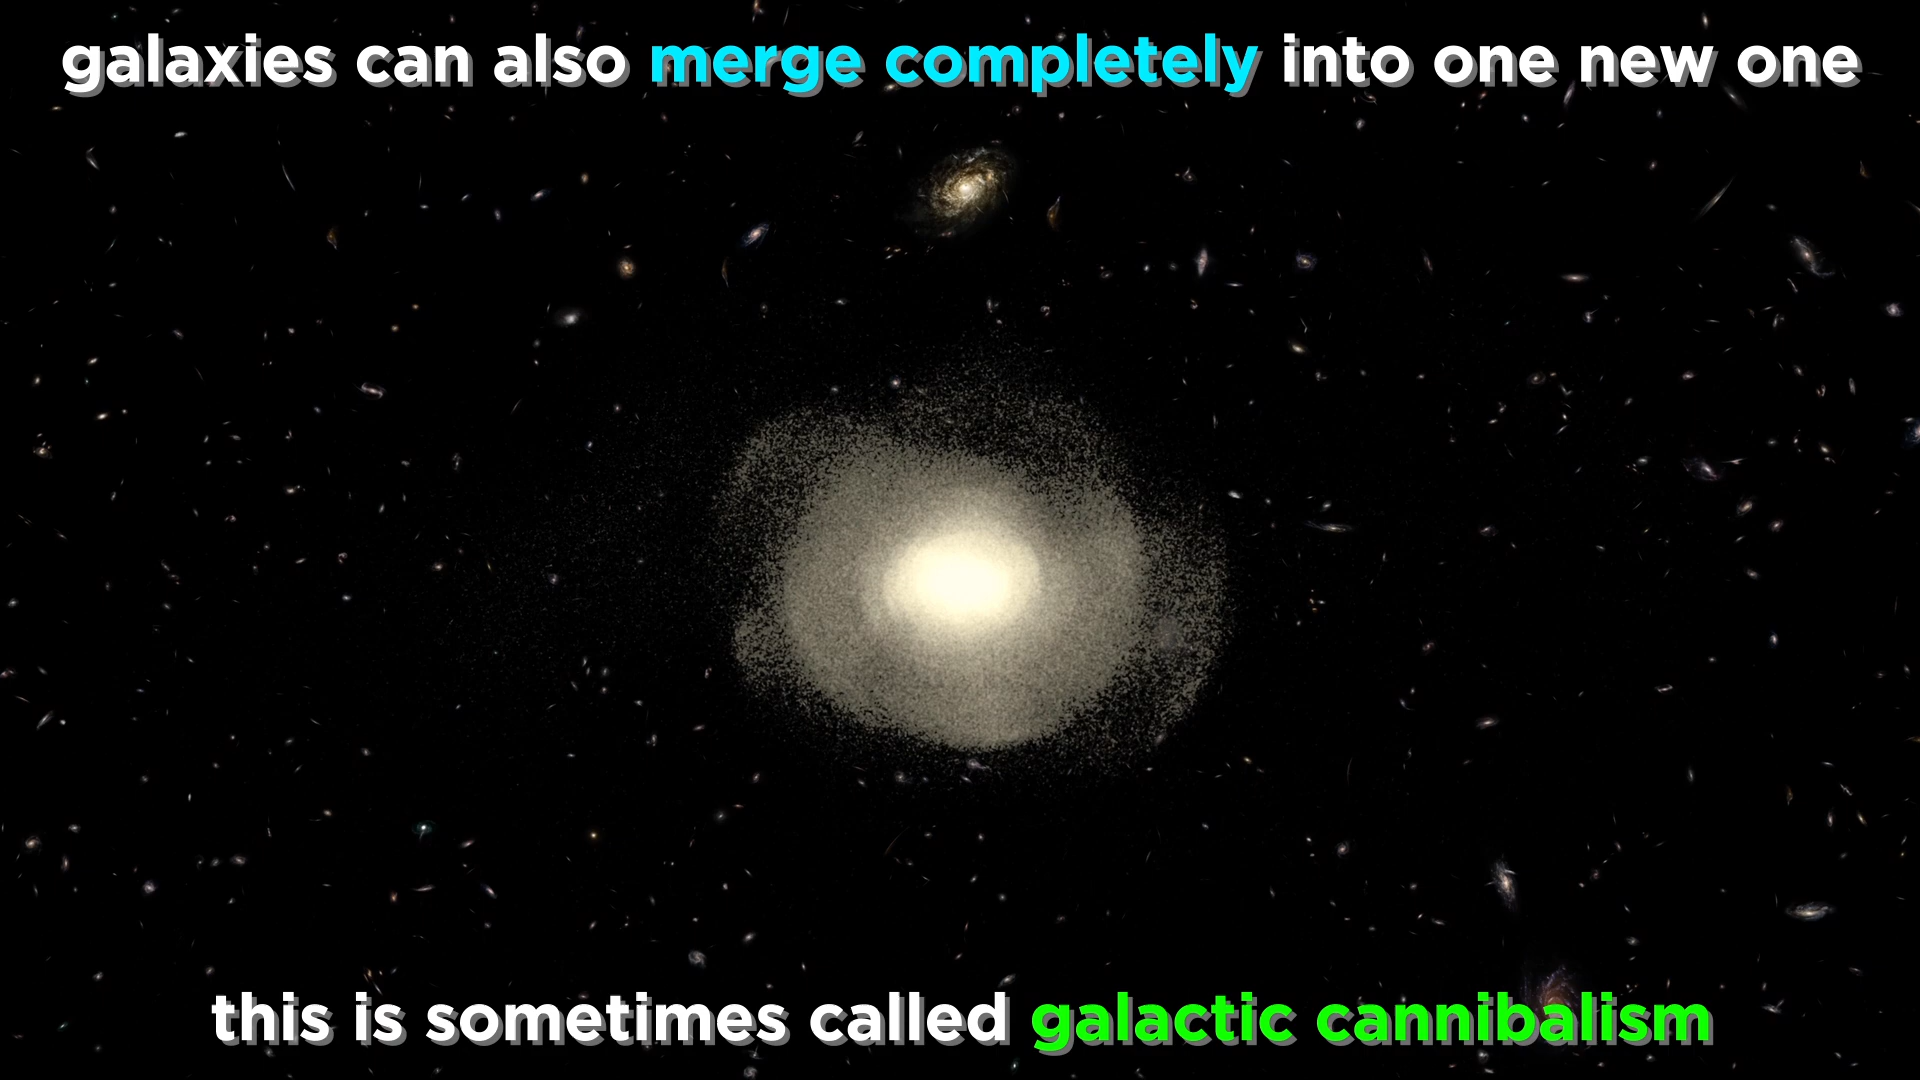 galaxies can also merge completely into one new one
this is sometimes called galactic cannibalism